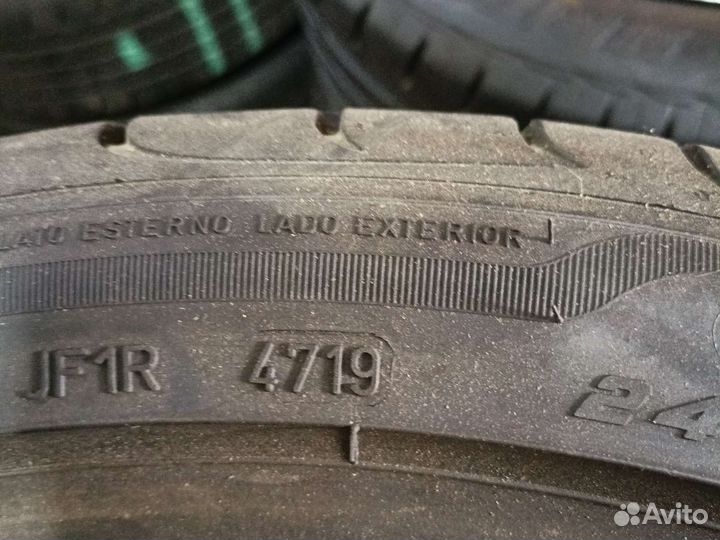 LATO ESTERNO LADO EXTERIOR
JF1R 4719
24
Avito